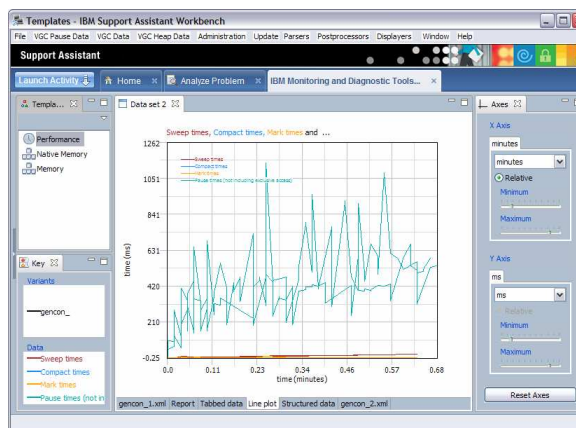 Templates - IBM Support Assistant Workbench
File VGC Pause Data VGC Data VGC Heap Data Administration Update Parsers Postprocessors Displayers Window Help
Support Assistant
Launch Activity
Home
Analyze Problem
IBM Monitoring and Diagnostic Tools...
Templa...
Performance
Native Memory
Memory
Key
Variants
gencon_
Data
Sweep times
Compact times
Mark times
Pause times (not in
Data set 2
Sweep times, Compact times, Mark times and ...
Sweep times
Compact times
Mark times
Pause times (not including exclusive access)
time (ms)
1262
1051
841
631
420
210
-0.25
0.0 0.11 0.23 0.34 0.46 0.57 0.68
time (minutes)
gencon_1.xml Report Tabbed data Line plot Structured data gencon_2.xml
Axes
X Axis
minutes
minutes
Relative
Minimum
Maximum
Y Axis
ms
ms
Relative
Minimum
Maximum
Reset Axes